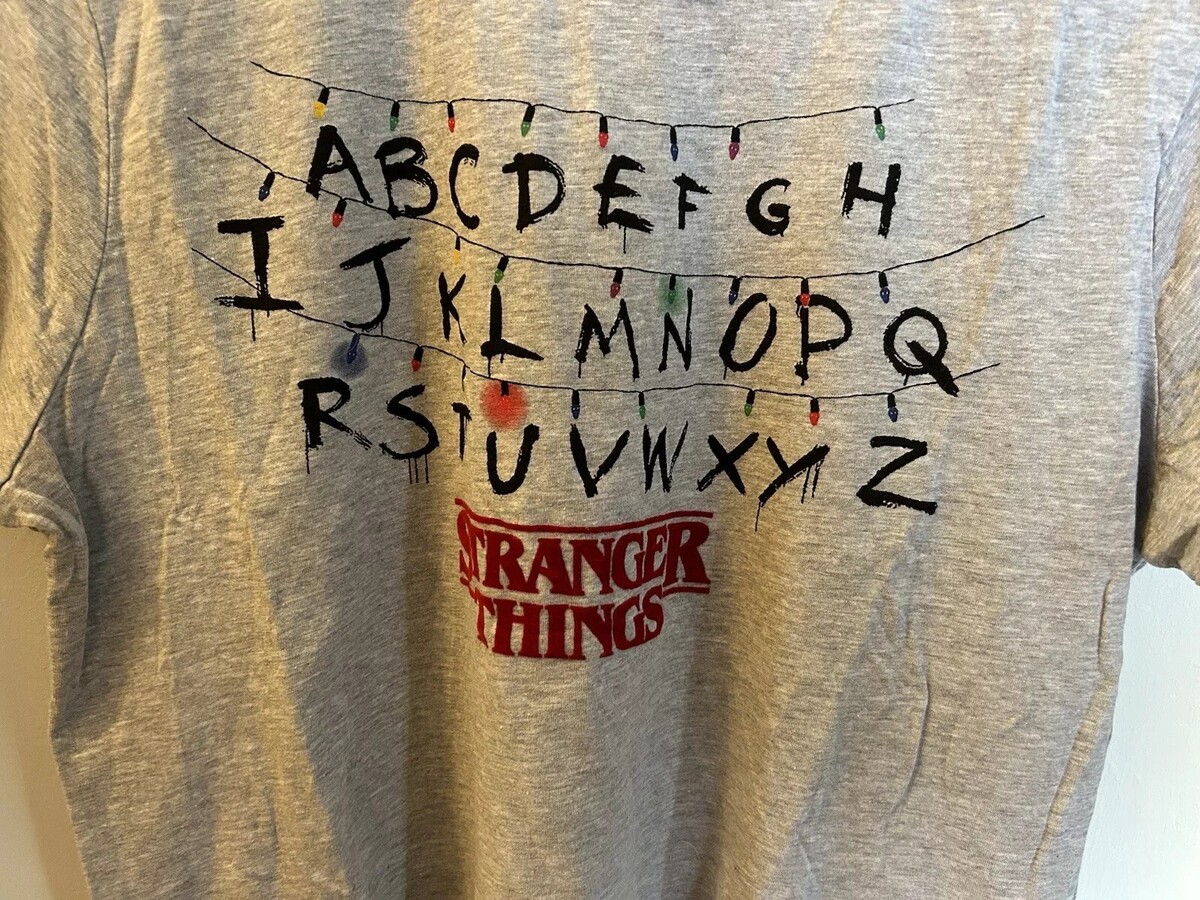 ABCDEFGH
IJKLMNOPQ
RSTUVWXYZ
STRANGER
THINGS